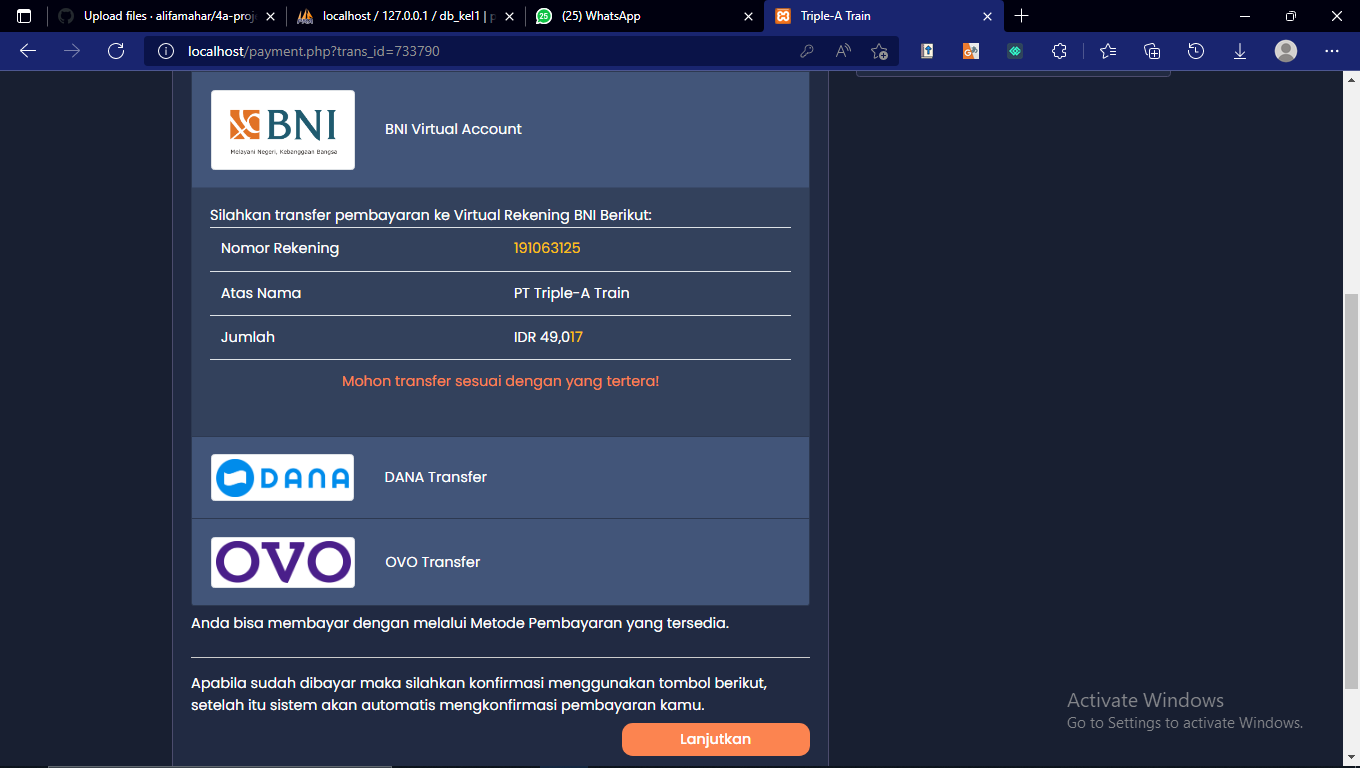 Upload files · alifamahar/4a-proj
localhost / 127.0.0.1 / db_kel1 | p
25
(25) WhatsApp
Triple-A Train
localhost/payment.php?trans_id=733790
BNI
Melayani Negeri, Kebanggaan Bangsa
BNI Virtual Account
Silahkan transfer pembayaran ke Virtual Rekening BNI Berikut:
Nomor Rekening 191063125
Atas Nama PT Triple-A Train
Jumlah IDR 49,017
Mohon transfer sesuai dengan yang tertera!
DANA DANA Transfer
OVO OVO Transfer
Anda bisa membayar dengan melalui Metode Pembayaran yang tersedia.
Apabila sudah dibayar maka silahkan konfirmasi menggunakan tombol berikut,
setelah itu sistem akan automatis mengkonfirmasi pembayaran kamu.
Lanjutkan
Activate Windows
Go to Settings to activate Windows.